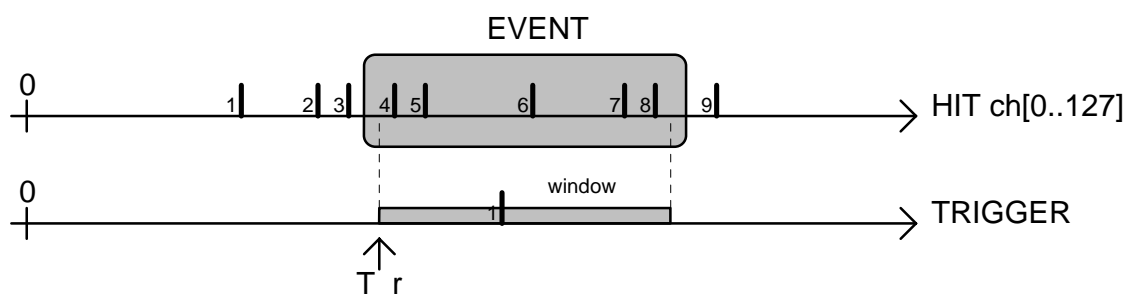 EVENT
0
1 2 3 4 5 6 7 8 9 HIT ch[0..127]
0 window
1 TRIGGER
T r